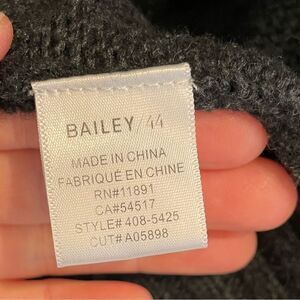 BAILEY/44
MADE IN CHINA
FABRIQUÉ EN CHINE
RN#11891
CA#54517
STYLE# 408-5425
CUT#A05898